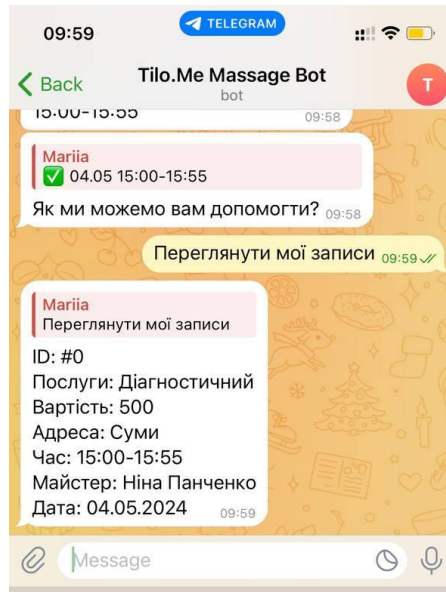 09:59
TELEGRAM
Back
Tilo.Me Massage Bot
bot
T
15:00-15:55
09:58
Mariia
✅ 04.05 15:00-15:55
Як ми можемо вам допомогти? 09:58
Переглянути мої записи 09:59
Mariia
Переглянути мої записи
ID: #0
Послуги: Діагностичний
Вартість: 500
Адреса: Суми
Час: 15:00-15:55
Майстер: Ніна Панченко
Дата: 04.05.2024 09:59
Message